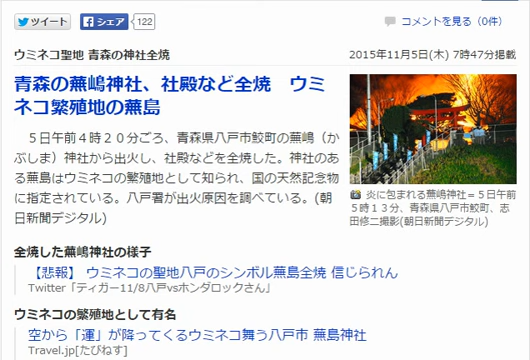 ツイート
シェア
122
コメントを見る（0件）
ウミネコ聖地 青森の神社全焼
2015年11月5日(木) 7時47分掲載
青森の蕪嶋神社、社殿など全焼　ウミ
ネコ繁殖地の蕪島
５日午前４時２０分ごろ、青森県八戸市鮫町の蕪嶋（か
ぶしま）神社から出火し、社殿などを全焼した。神社のあ
る蕪島はウミネコの繁殖地として知られ、国の天然記念物
に指定されている。八戸署が出火原因を調べている。(朝
日新聞デジタル)
炎に包まれる蕪嶋神社＝５日午前
５時１３分、青森県八戸市鮫町、志
田修二撮影(朝日新聞デジタル)
全焼した蕪嶋神社の様子
【悲報】 ウミネコの聖地八戸のシンボル蕪島全焼 信じられん
Twitter「ティガー11/8八戸vsホンダロックさん」
ウミネコの繁殖地として有名
空から「運」が降ってくるウミネコ舞う八戸市 蕪島神社
Travel.jp[たびねす]